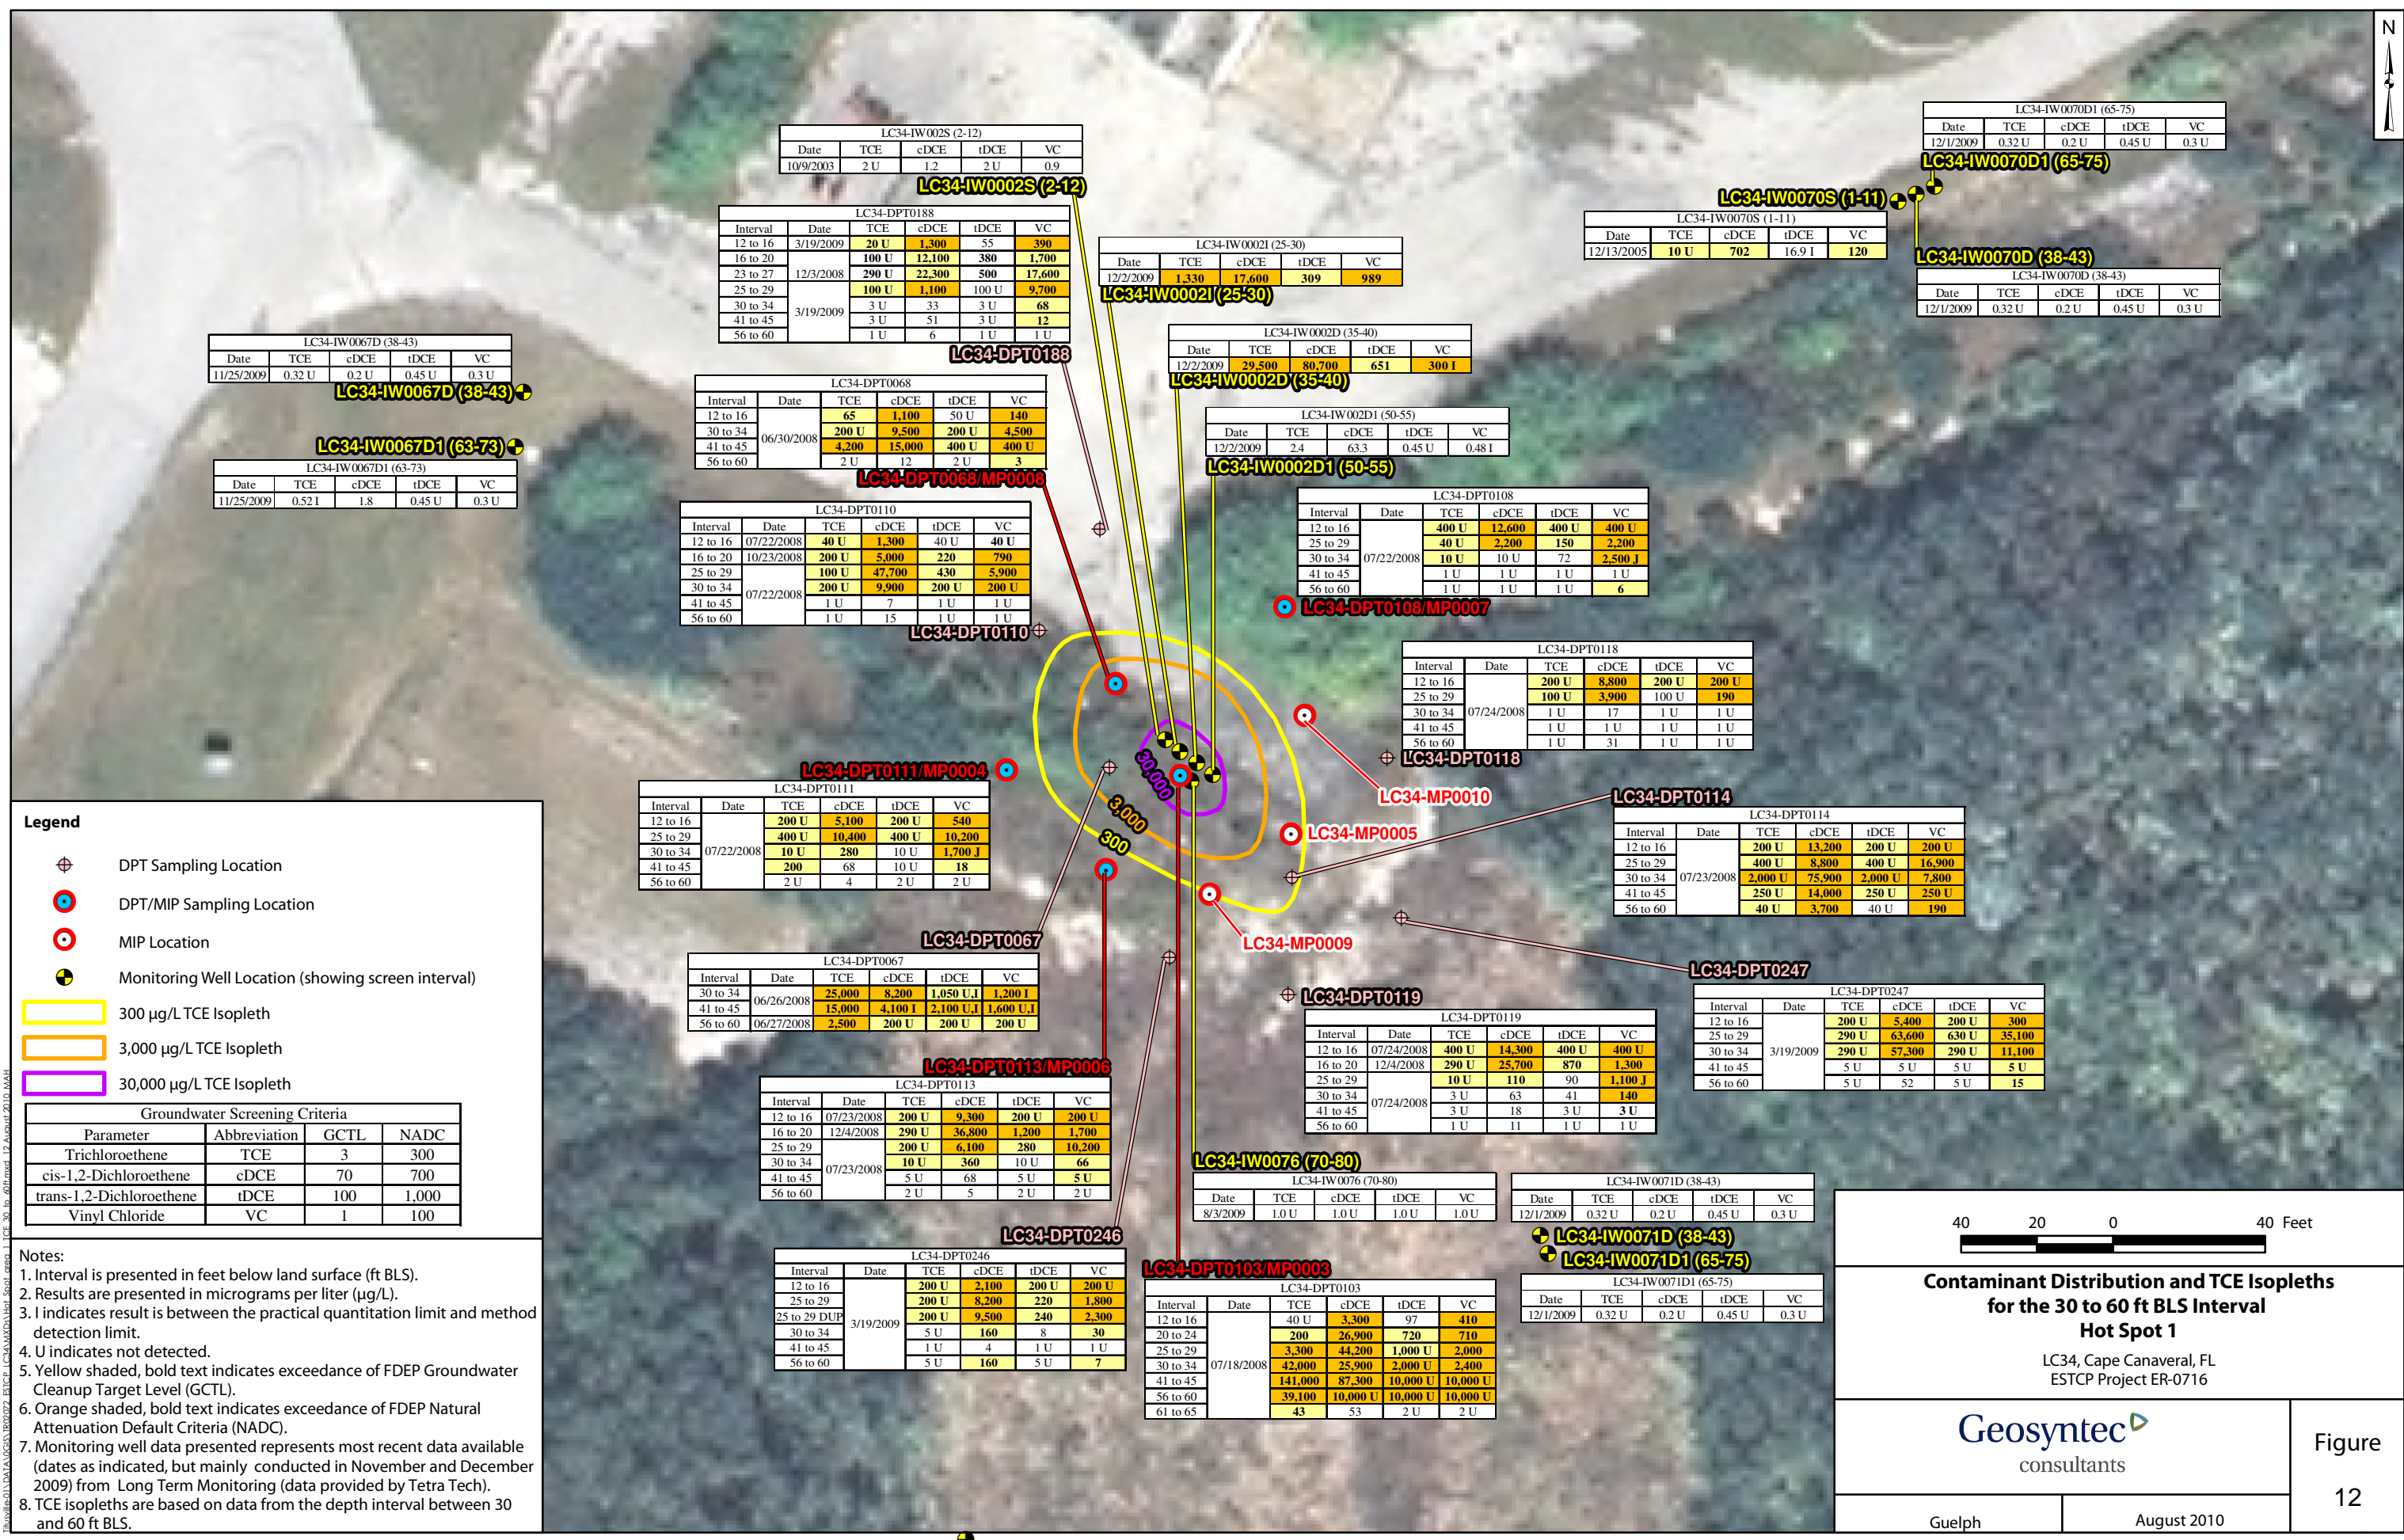 N
LC34-IW002S (2-12)
Date TCE cDCE tDCE VC
10/9/2003 2 U 1.2 2 U 0.9
LC34-IW0002S (2-12)
LC34-DPT0188
Interval Date TCE cDCE tDCE VC
12 to 16 3/19/2009 20 U 1,300 55 390
16 to 20 12/3/2008 100 U 12,100 380 1,700
23 to 27 290 U 22,300 500 17,600
25 to 29 3/19/2009 100 U 1,100 100 U 9,700
30 to 34 3 U 33 3 U 68
41 to 45 3 U 51 3 U 12
56 to 60 1 U 6 1 U 1 U
LC34-DPT0188
LC34-IW0002I (25-30)
Date TCE cDCE tDCE VC
12/2/2009 1,330 17,600 309 989
LC34-IW0002I (25-30)
LC34-IW0002D (35-40)
Date TCE cDCE tDCE VC
12/2/2009 29,500 80,700 651 300 I
LC34-IW0002D (35-40)
LC34-IW002D1 (50-55)
Date TCE cDCE tDCE VC
12/2/2009 2.4 63.3 0.45 U 0.48 I
LC34-IW0002D1 (50-55)
LC34-IW0070D1 (65-75)
Date TCE cDCE tDCE VC
12/1/2009 0.32 U 0.2 U 0.45 U 0.3 U
LC34-IW0070D1 (65-75)
LC34-IW0070S (1-11)
LC34-IW0070S (1-11)
Date TCE cDCE tDCE VC
12/13/2005 10 U 702 16.9 I 120
LC34-IW0070D (38-43)
LC34-IW0070D (38-43)
Date TCE cDCE tDCE VC
12/1/2009 0.32 U 0.2 U 0.45 U 0.3 U
LC34-IW0067D (38-43)
Date TCE cDCE tDCE VC
11/25/2009 0.32 U 0.2 U 0.45 U 0.3 U
LC34-IW0067D (38-43)
LC34-IW0067D1 (63-73)
LC34-IW0067D1 (63-73)
Date TCE cDCE tDCE VC
11/25/2009 0.52 I 1.8 0.45 U 0.3 U
LC34-DPT0068
Interval Date TCE cDCE tDCE VC
12 to 16 06/30/2008 65 1,100 50 U 140
30 to 34 200 U 9,500 200 U 4,500
41 to 45 4,200 15,000 400 U 400 U
56 to 60 2 U 12 2 U 3
LC34-DPT0068/MP0008
LC34-DPT0110
Interval Date TCE cDCE tDCE VC
12 to 16 07/22/2008 40 U 1,300 40 U 40 U
16 to 20 10/23/2008 200 U 5,000 220 790
25 to 29 07/22/2008 100 U 47,700 430 5,900
30 to 34 200 U 9,900 200 U 200 U
41 to 45 1 U 7 1 U 1 U
56 to 60 1 U 15 1 U 1 U
LC34-DPT0110
LC34-DPT0108
Interval Date TCE cDCE tDCE VC
12 to 16 07/22/2008 400 U 12,600 400 U 400 U
25 to 29 40 U 2,200 150 2,200
30 to 34 10 U 10 U 72 2,500 J
41 to 45 1 U 1 U 1 U 1 U
56 to 60 1 U 1 U 1 U 6
LC34-DPT0108/MP0007
LC34-DPT0118
Interval Date TCE cDCE tDCE VC
12 to 16 07/24/2008 200 U 8,800 200 U 200 U
25 to 29 100 U 3,900 100 U 190
30 to 34 1 U 17 1 U 1 U
41 to 45 1 U 1 U 1 U 1 U
56 to 60 1 U 31 1 U 1 U
LC34-DPT0118
LC34-MP0010
LC34-MP0005
LC34-MP0009
30,000
3,000
300
LC34-DPT0111/MP0004
LC34-DPT0111
Interval Date TCE cDCE tDCE VC
12 to 16 07/22/2008 200 U 5,100 200 U 540
25 to 29 400 U 10,400 400 U 10,200
30 to 34 10 U 280 10 U 1,700 J
41 to 45 200 68 10 U 18
56 to 60 2 U 4 2 U 2 U
LC34-DPT0114
LC34-DPT0114
Interval Date TCE cDCE tDCE VC
12 to 16 07/23/2008 200 U 13,200 200 U 200 U
25 to 29 400 U 8,800 400 U 16,900
30 to 34 2,000 U 75,900 2,000 U 7,800
41 to 45 250 U 14,000 250 U 250 U
56 to 60 40 U 3,700 40 U 190
LC34-DPT0067
LC34-DPT0067
Interval Date TCE cDCE tDCE VC
30 to 34 06/26/2008 25,000 8,200 1,050 U,I 1,200 I
41 to 45 15,000 4,100 I 2,100 U,I 1,600 U,I
56 to 60 06/27/2008 2,500 200 U 200 U 200 U
LC34-DPT0247
LC34-DPT0247
Interval Date TCE cDCE tDCE VC
12 to 16 3/19/2009 200 U 5,400 200 U 300
25 to 29 290 U 63,600 630 U 35,100
30 to 34 290 U 57,300 290 U 11,100
41 to 45 5 U 5 U 5 U 5 U
56 to 60 5 U 52 5 U 15
LC34-DPT0119
LC34-DPT0119
Interval Date TCE cDCE tDCE VC
12 to 16 07/24/2008 400 U 14,300 400 U 400 U
16 to 20 12/4/2008 290 U 25,700 870 1,300
25 to 29 07/24/2008 10 U 110 90 1,100 J
30 to 34 3 U 63 41 140
41 to 45 3 U 18 3 U 3 U
56 to 60 1 U 11 1 U 1 U
LC34-DPT0113/MP0006
LC34-DPT0113
Interval Date TCE cDCE tDCE VC
12 to 16 07/23/2008 200 U 9,300 200 U 200 U
16 to 20 12/4/2008 290 U 36,800 1,200 1,700
25 to 29 07/23/2008 200 U 6,100 280 10,200
30 to 34 10 U 360 10 U 66
41 to 45 5 U 68 5 U 5 U
56 to 60 2 U 5 2 U 2 U
LC34-IW0076 (70-80)
LC34-IW0076 (70-80)
Date TCE cDCE tDCE VC
8/3/2009 1.0 U 1.0 U 1.0 U 1.0 U
LC34-IW0071D (38-43)
Date TCE cDCE tDCE VC
12/1/2009 0.32 U 0.2 U 0.45 U 0.3 U
LC34-IW0071D (38-43)
LC34-IW0071D1 (65-75)
LC34-IW0071D1 (65-75)
Date TCE cDCE tDCE VC
12/1/2009 0.32 U 0.2 U 0.45 U 0.3 U
LC34-DPT0246
LC34-DPT0246
Interval Date TCE cDCE tDCE VC
12 to 16 3/19/2009 200 U 2,100 200 U 200 U
25 to 29 200 U 8,200 220 1,800
25 to 29 DUP 200 U 9,500 240 2,300
30 to 34 5 U 160 8 30
41 to 45 1 U 4 1 U 1 U
56 to 60 5 U 160 5 U 7
LC34-DPT0103/MP0003
LC34-DPT0103
Interval Date TCE cDCE tDCE VC
12 to 16 07/18/2008 40 U 3,300 97 410
20 to 24 200 26,900 720 710
25 to 29 3,300 44,200 1,000 U 2,000
30 to 34 42,000 25,900 2,000 U 2,400
41 to 45 141,000 87,300 10,000 U 10,000 U
56 to 60 39,100 10,000 U 10,000 U 10,000 U
61 to 65 43 53 2 U 2 U
Legend
DPT Sampling Location
DPT/MIP Sampling Location
MIP Location
Monitoring Well Location (showing screen interval)
300 µg/L TCE Isopleth
3,000 µg/L TCE Isopleth
30,000 µg/L TCE Isopleth
Groundwater Screening Criteria
Parameter Abbreviation GCTL NADC
Trichloroethene TCE 3 300
cis-1,2-Dichloroethene cDCE 70 700
trans-1,2-Dichloroethene tDCE 100 1,000
Vinyl Chloride VC 1 100
Notes:
1. Interval is presented in feet below land surface (ft BLS).
2. Results are presented in micrograms per liter (µg/L).
3. I indicates result is between the practical quantitation limit and method
detection limit.
4. U indicates not detected.
5. Yellow shaded, bold text indicates exceedance of FDEP Groundwater
Cleanup Target Level (GCTL).
6. Orange shaded, bold text indicates exceedance of FDEP Natural
Attenuation Default Criteria (NADC).
7. Monitoring well data presented represents most recent data available
(dates as indicated, but mainly conducted in November and December
2009) from Long Term Monitoring (data provided by Tetra Tech).
8. TCE isopleths are based on data from the depth interval between 30
and 60 ft BLS.
40 20 0 40 Feet
Contaminant Distribution and TCE Isopleths
for the 30 to 60 ft BLS Interval
Hot Spot 1
LC34, Cape Canaveral, FL
ESTCP Project ER-0716
Geosyntec
consultants
Figure
12
Guelph
August 2010